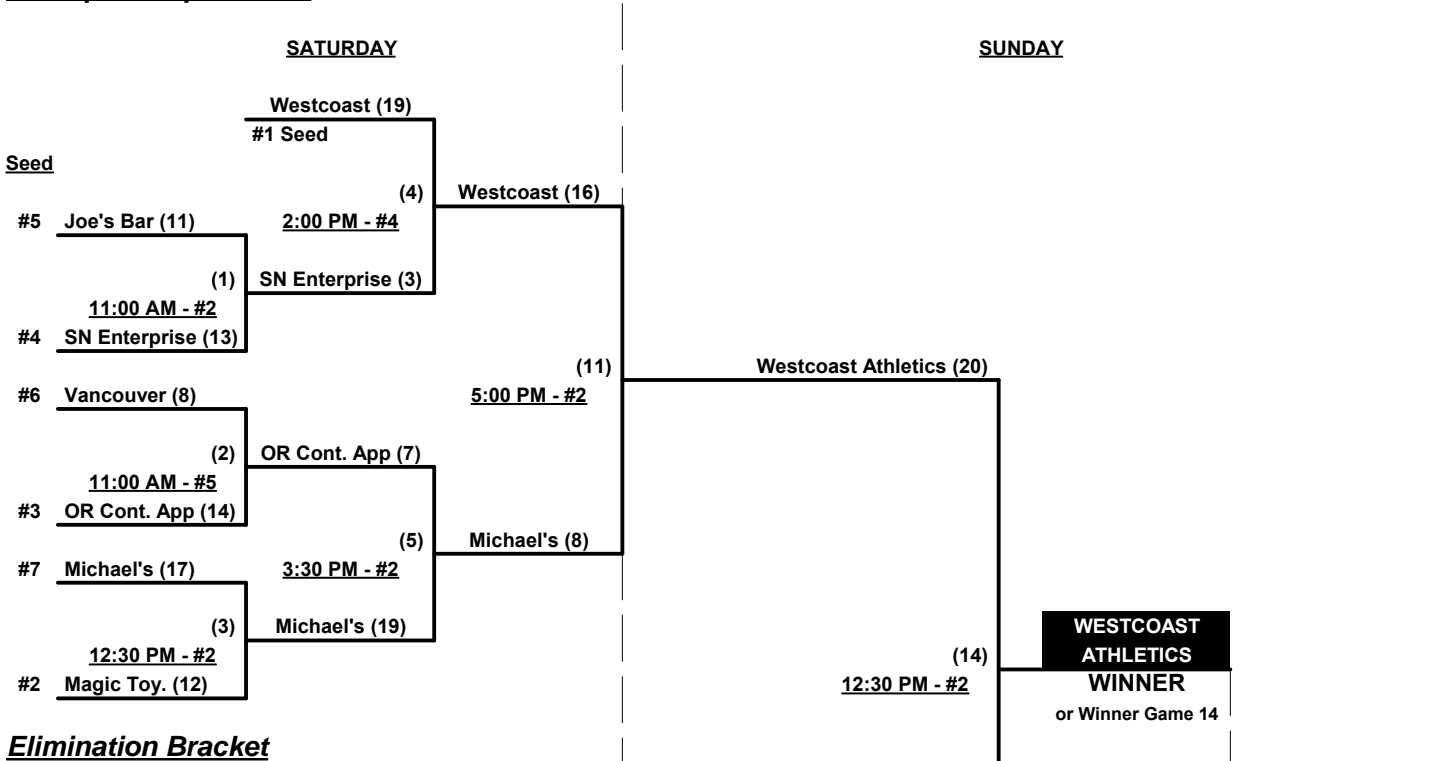 SATURDAY
SUNDAY
Westcoast (19)
#1 Seed
Seed
(4)
Westcoast (16)
#5 Joe's Bar (11)
2:00 PM - #4
(1)
SN Enterprise (3)
11:00 AM - #2
#4 SN Enterprise (13)
(11)
Westcoast Athletics (20)
#6 Vancouver (8)
5:00 PM - #2
(2)
OR Cont. App (7)
11:00 AM - #5
#3 OR Cont. App (14)
(5)
Michael's (8)
#7 Michael's (17)
3:30 PM - #2
(3)
Michael's (19)
WESTCOAST
12:30 PM - #2
(14)
ATHLETICS
#2 Magic Toy. (12)
12:30 PM - #2
WINNER
or Winner Game 14
Elimination Bracket